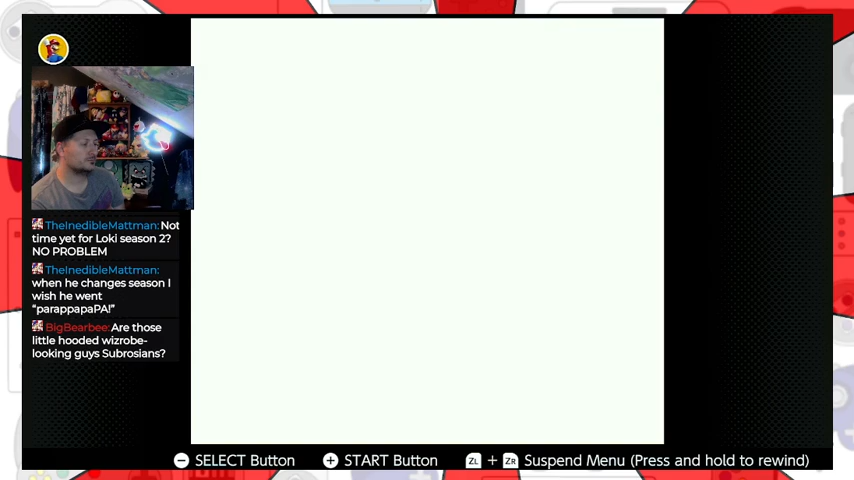 TheInedibleMattman: Not
time yet for Loki season 2?
NO PROBLEM
TheInedibleMattman:
when he changes season I
wish he went
“parappapaPA!”
BigBearbee: Are those
little hooded wizrobe-
looking guys Subrosians?
SELECT Button START Button ZL + ZR Suspend Menu (Press and hold to rewind)